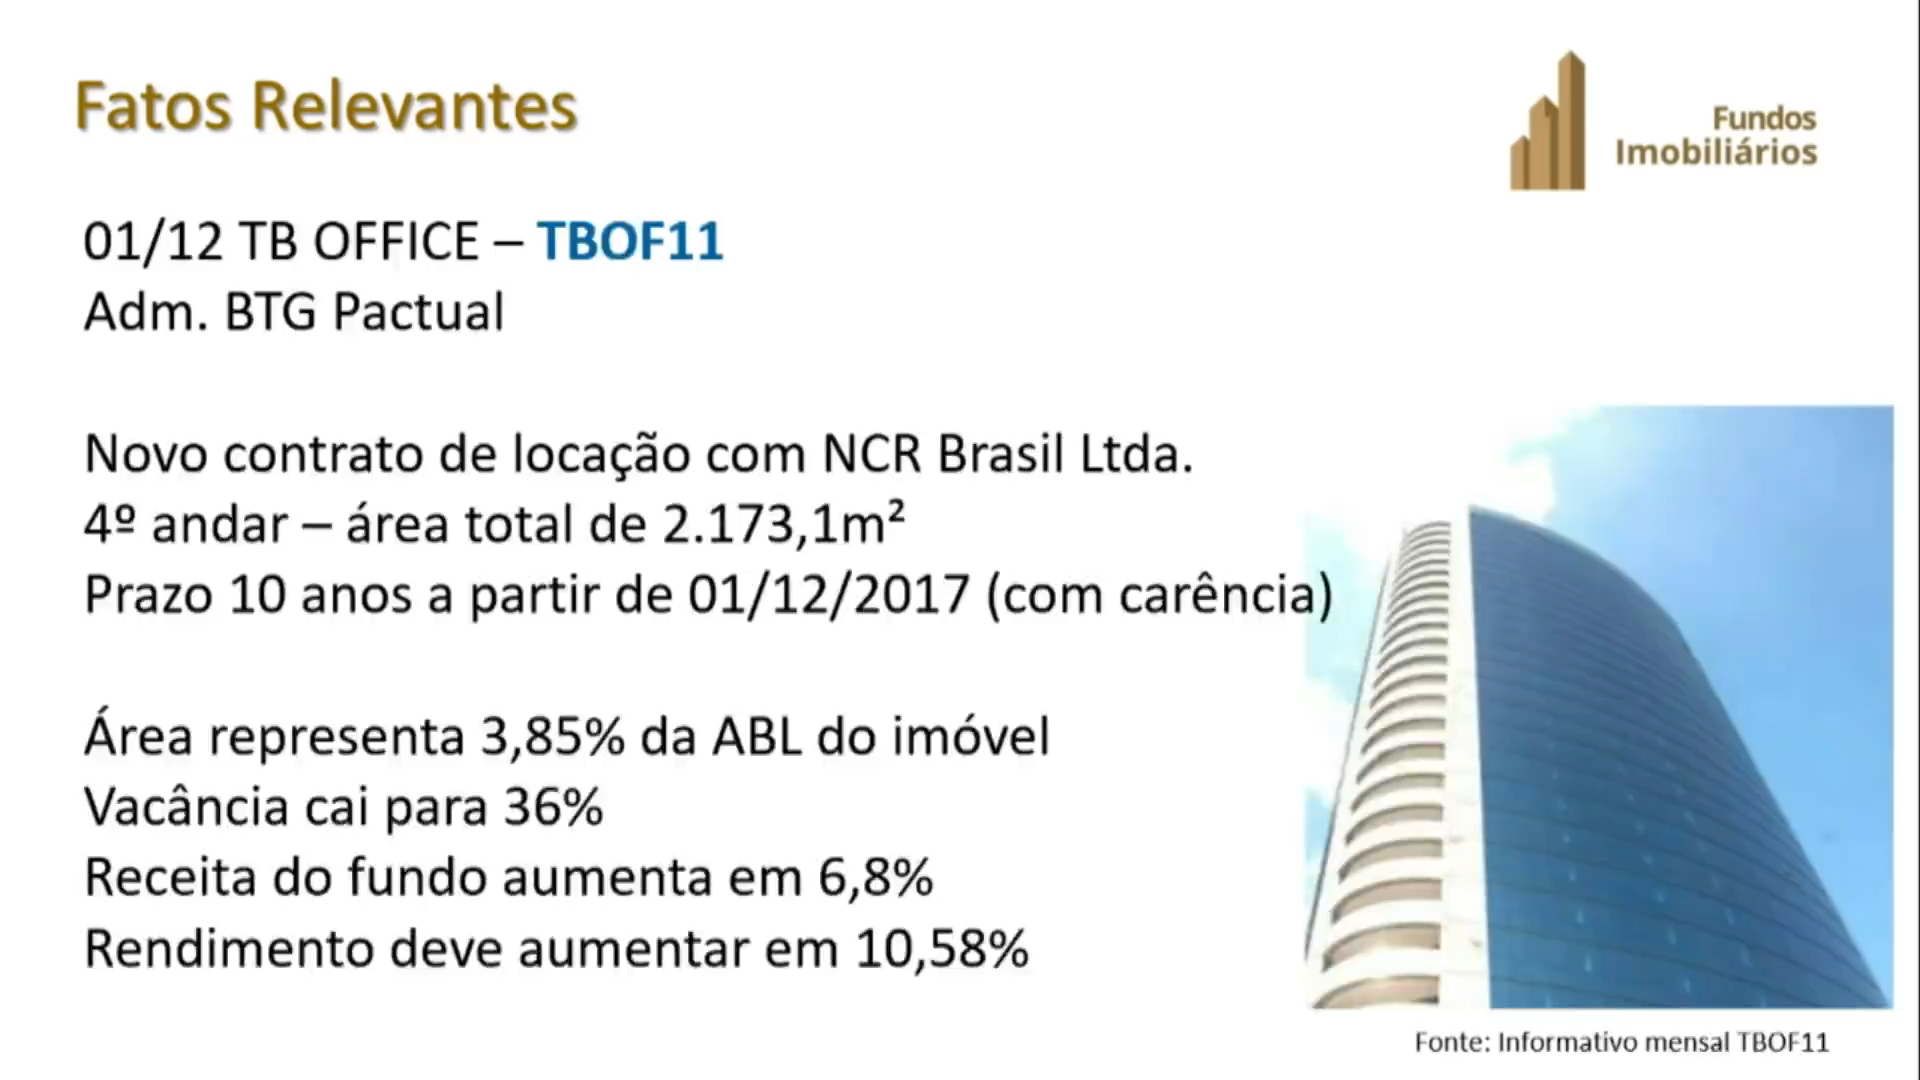 Fatos Relevantes
Fundos
Imobiliários
01/12 TB OFFICE – TBOF11
Adm. BTG Pactual
Novo contrato de locação com NCR Brasil Ltda.
4º andar – área total de 2.173,1m²
Prazo 10 anos a partir de 01/12/2017 (com carência)
Área representa 3,85% da ABL do imóvel
Vacância cai para 36%
Receita do fundo aumenta em 6,8%
Rendimento deve aumentar em 10,58%
Fonte: Informativo mensal TBOF11